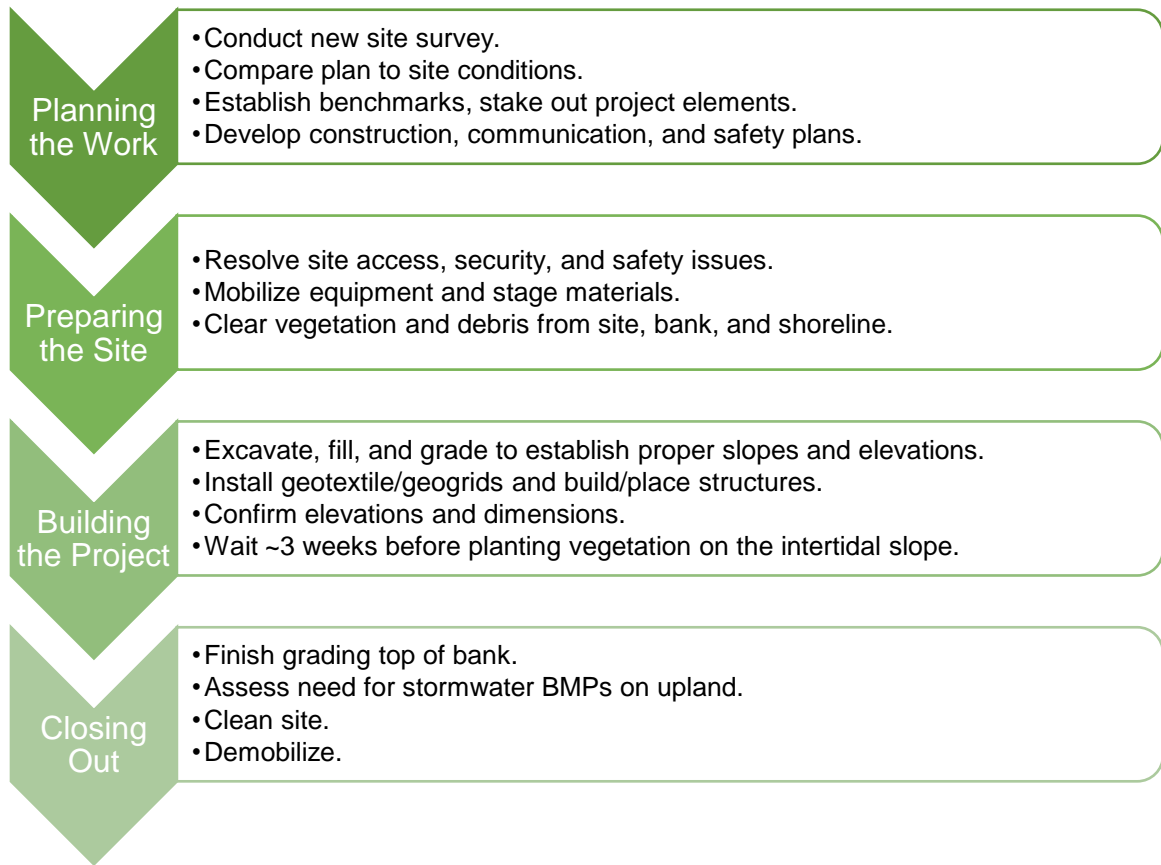 Planning
the Work
•Conduct new site survey.
•Compare plan to site conditions.
•Establish benchmarks, stake out project elements.
•Develop construction, communication, and safety plans.
Preparing
the Site
•Resolve site access, security, and safety issues.
•Mobilize equipment and stage materials.
•Clear vegetation and debris from site, bank, and shoreline.
Building
the Project
•Excavate, fill, and grade to establish proper slopes and elevations.
•Install geotextile/geogrids and build/place structures.
•Confirm elevations and dimensions.
•Wait ~3 weeks before planting vegetation on the intertidal slope.
Closing
Out
•Finish grading top of bank.
•Assess need for stormwater BMPs on upland.
•Clean site.
•Demobilize.